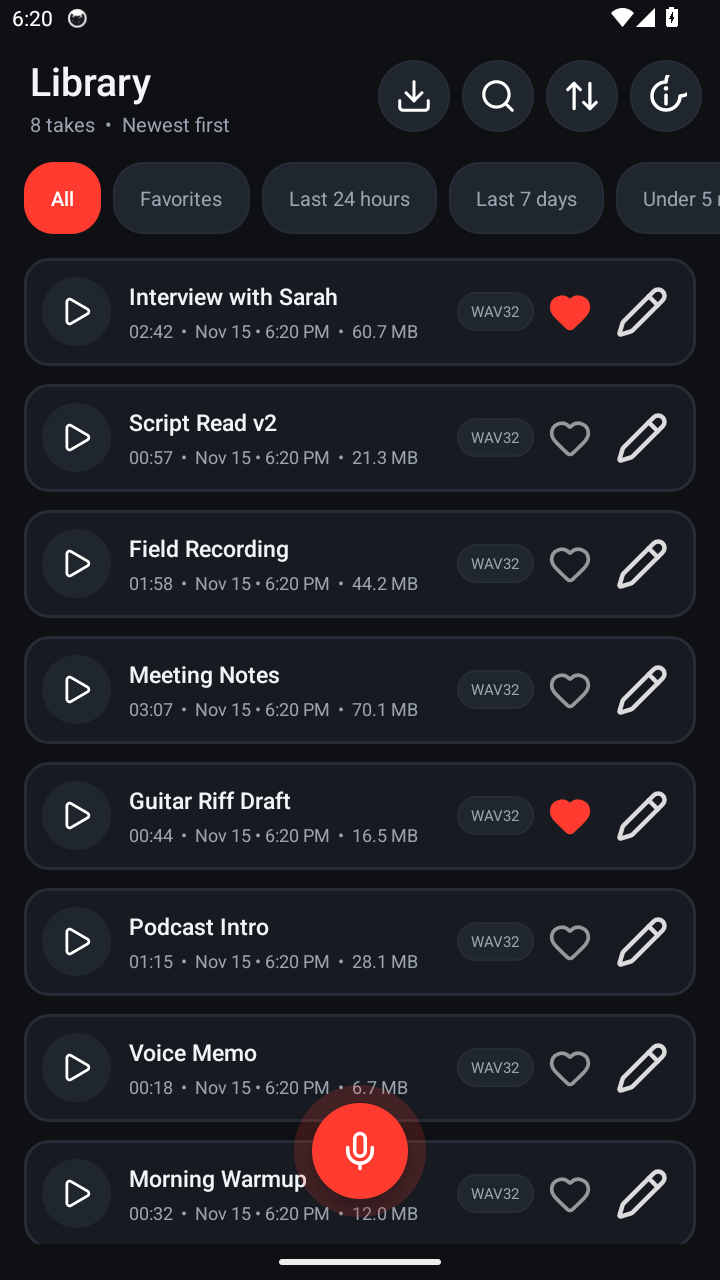 6:20
Library
8 takes • Newest first
All
Favorites
Last 24 hours
Last 7 days
Under 5
Interview with Sarah
02:42 • Nov 15 • 6:20 PM • 60.7 MB
WAV32
Script Read v2
00:57 • Nov 15 • 6:20 PM • 21.3 MB
WAV32
Field Recording
01:58 • Nov 15 • 6:20 PM • 44.2 MB
WAV32
Meeting Notes
03:07 • Nov 15 • 6:20 PM • 70.1 MB
WAV32
Guitar Riff Draft
00:44 • Nov 15 • 6:20 PM • 16.5 MB
WAV32
Podcast Intro
01:15 • Nov 15 • 6:20 PM • 28.1 MB
WAV32
Voice Memo
00:18 • Nov 15 • 6:20 PM • 6.7 MB
WAV32
Morning Warmup
00:32 • Nov 15 • 6:20 PM • 12.0 MB
WAV32